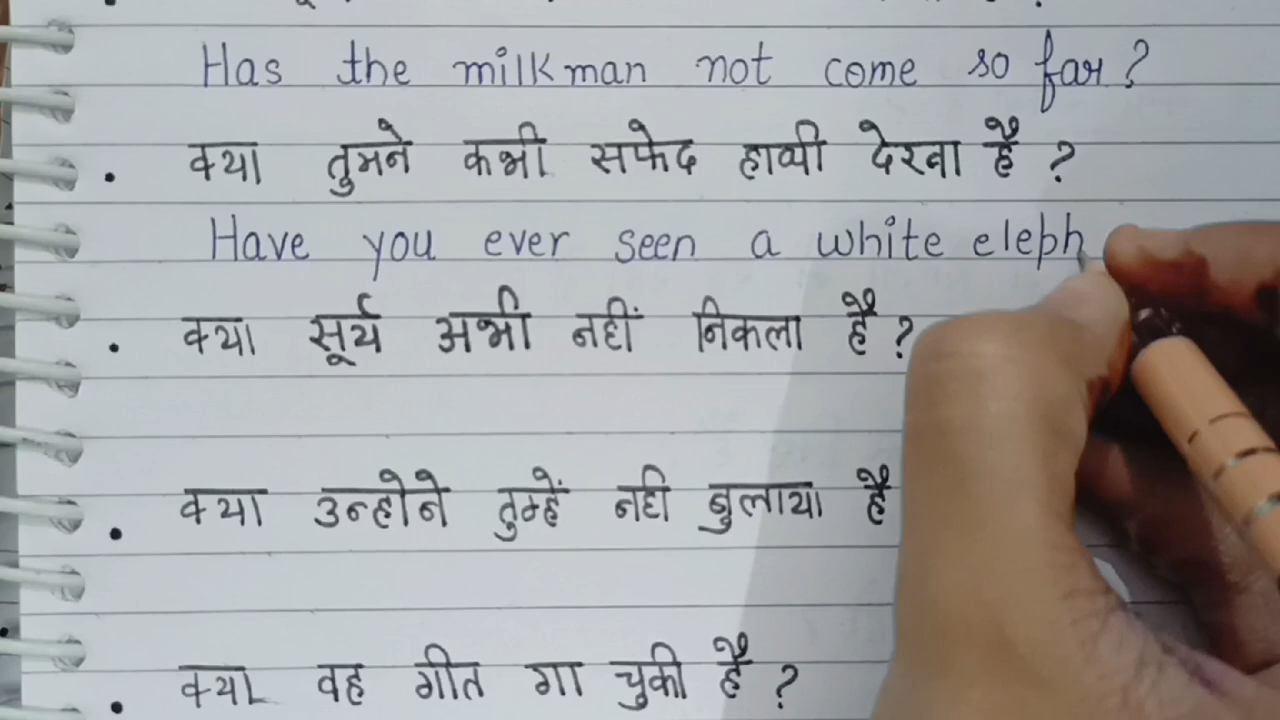 Has the milkman not come so far?
. क्या तुमने कभी सफेद हाथी देखा है ?
Have you ever seen a white eleph
. क्या सूर्य अभी नहीं निकला है ?
. क्या उन्होने तुम्हें नही बुलाया है
. क्या वह गीत गा चुकी है ?